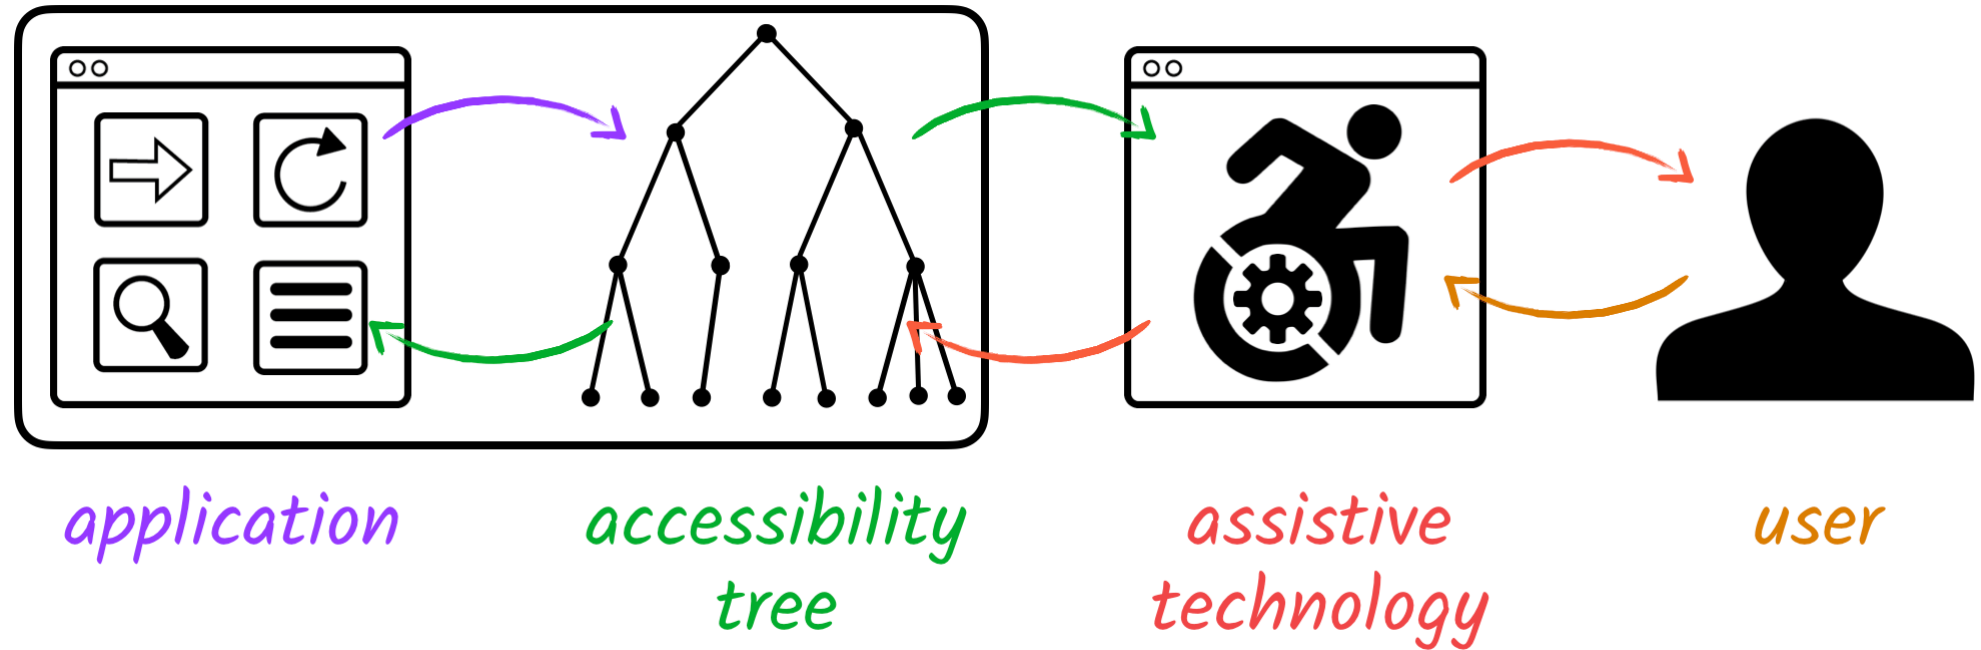 application
accessibility
tree
assistive
technology
user